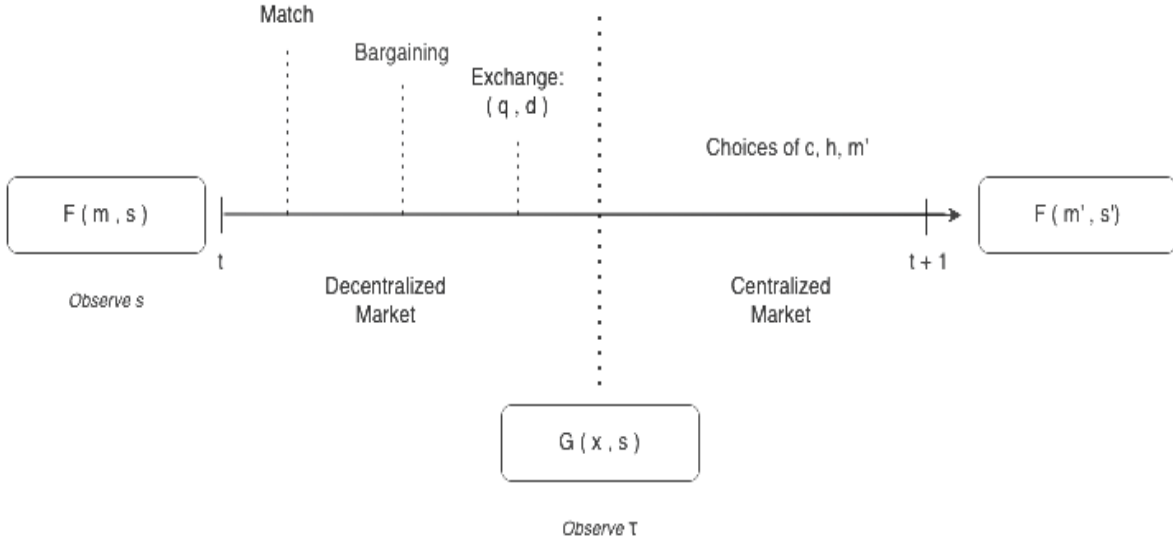 Match
Bargaining
Exchange:
( q , d )
Choices of c, h, m'
F ( m , s )
F ( m' , s')
t
t + 1
Observe s
Decentralized
Market
Centralized
Market
G ( x , s )
Observe τ